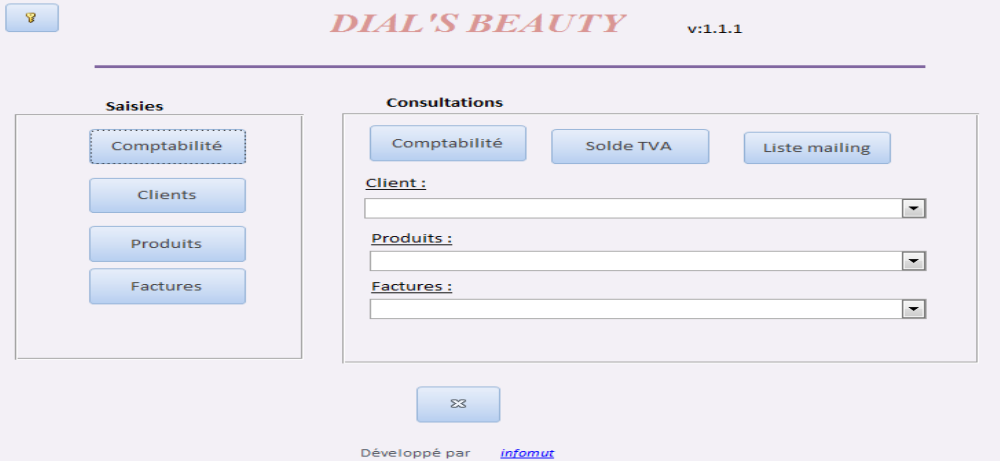 DIAL'S BEAUTY v:1.1.1
Saisies
Comptabilité
Clients
Produits
Factures
Consultations
Comptabilité Solde TVA Liste mailing
Client :
Produits :
Factures :
Développé par infomut